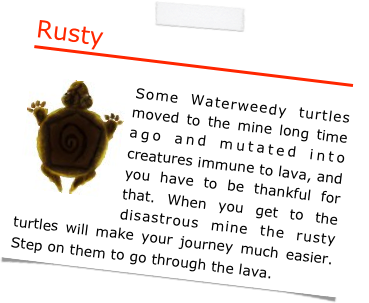 Rusty
Some Waterweedy turtles
moved to the mine long time
ago and mutated into
creatures immune to lava, and
you have to be thankful for
that. When you get to the
disastrous mine the rusty
turtles will make your journey much easier.
Step on them to go through the lava.